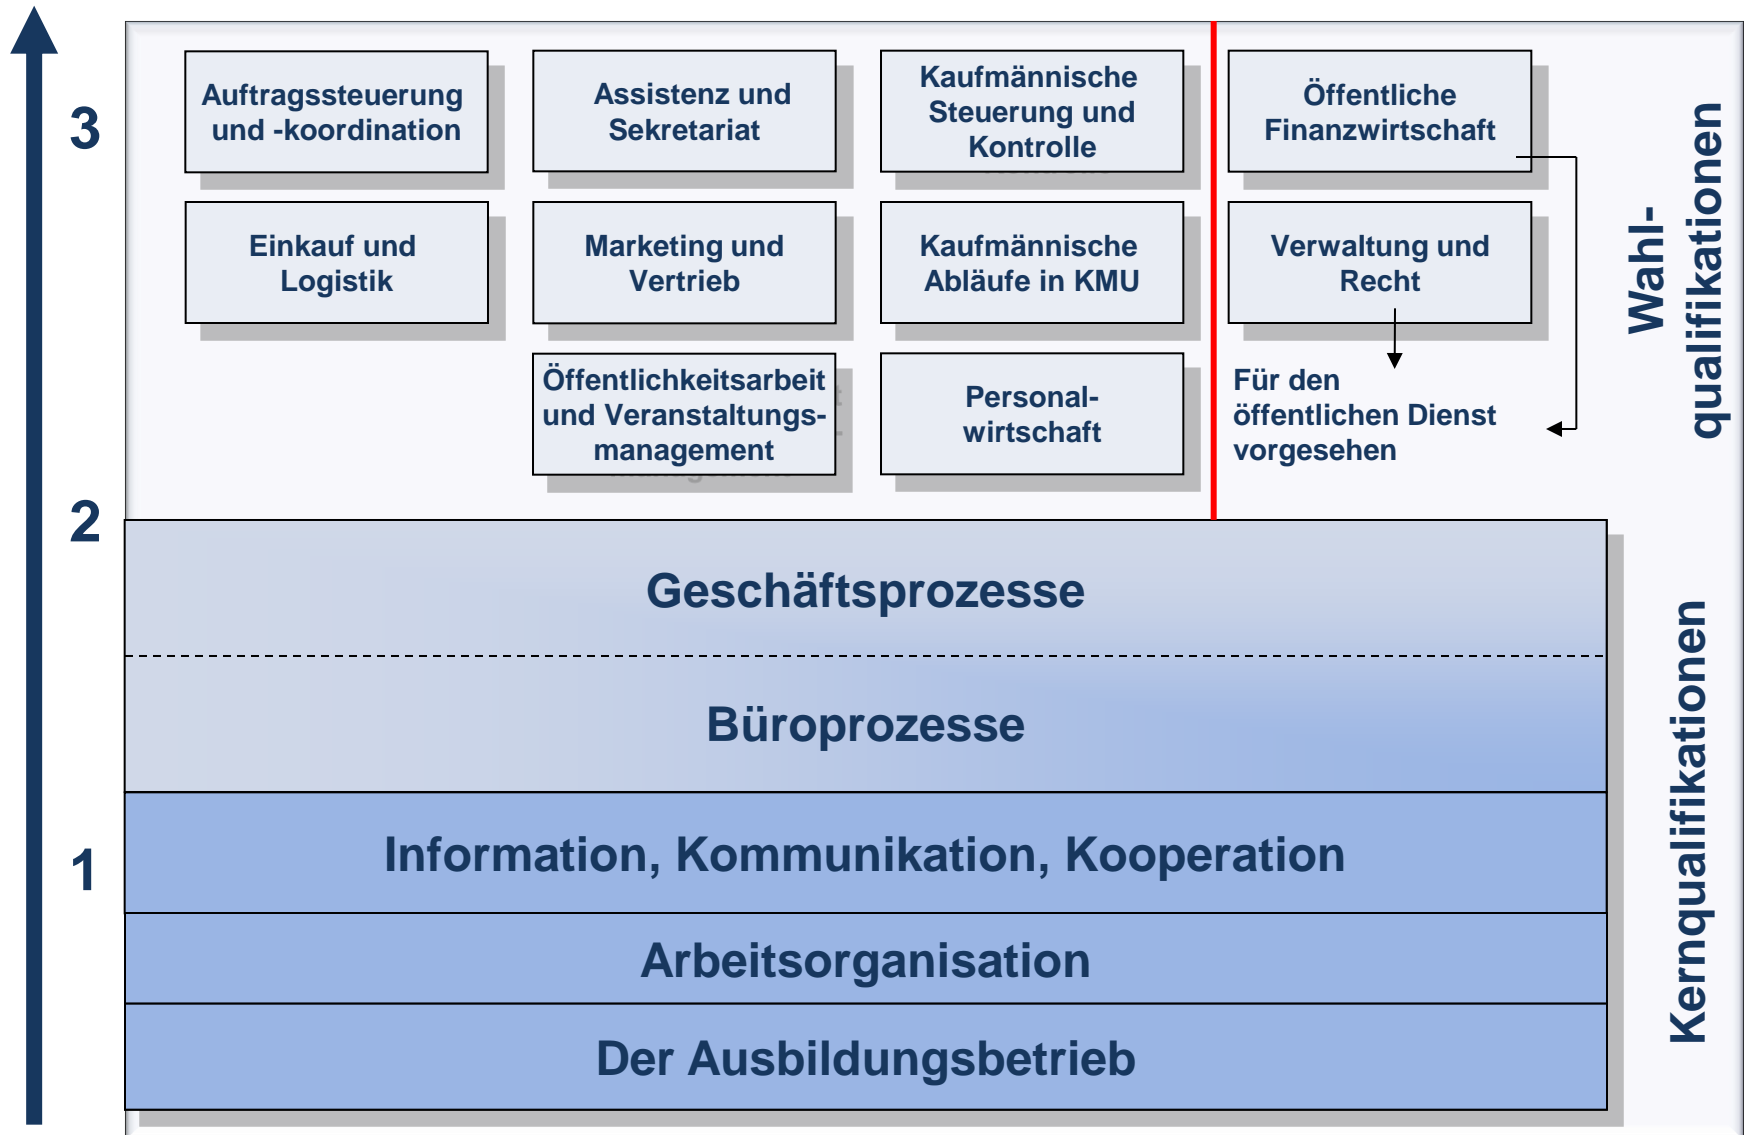 3
Auftragssteuerung
und -koordination
Assistenz und
Sekretariat
Kaufmännische
Steuerung und
Kontrolle
Öffentliche
Finanzwirtschaft
Einkauf und
Logistik
Marketing und
Vertrieb
Kaufmännische
Abläufe in KMU
Verwaltung und
Recht
Öffentlichkeitsarbeit
und Veranstaltungs-
management
Personal-
wirtschaft
Für den
öffentlichen Dienst
vorgesehen
Wahl-
qualifikationen
2
Geschäftsprozesse
Büroprozesse
1
Information, Kommunikation, Kooperation
Arbeitsorganisation
Der Ausbildungsbetrieb
Kernqualifikationen